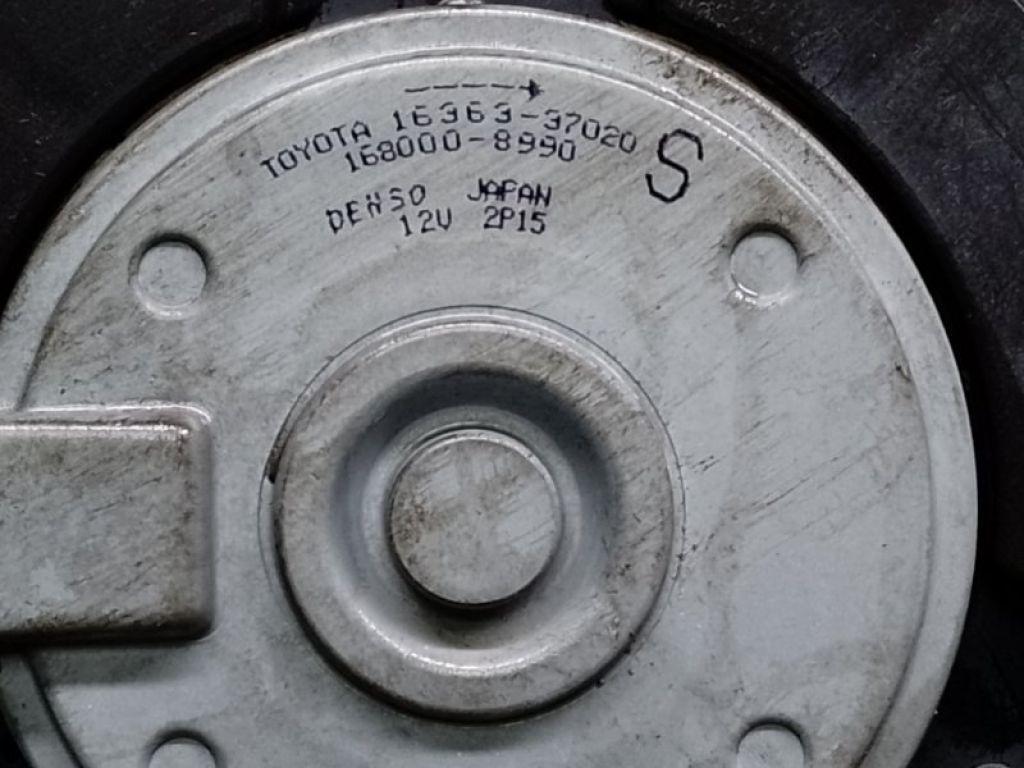 TOYOTA 16363-37020 S
168000-8990
DENSO JAPAN
12V 2P15